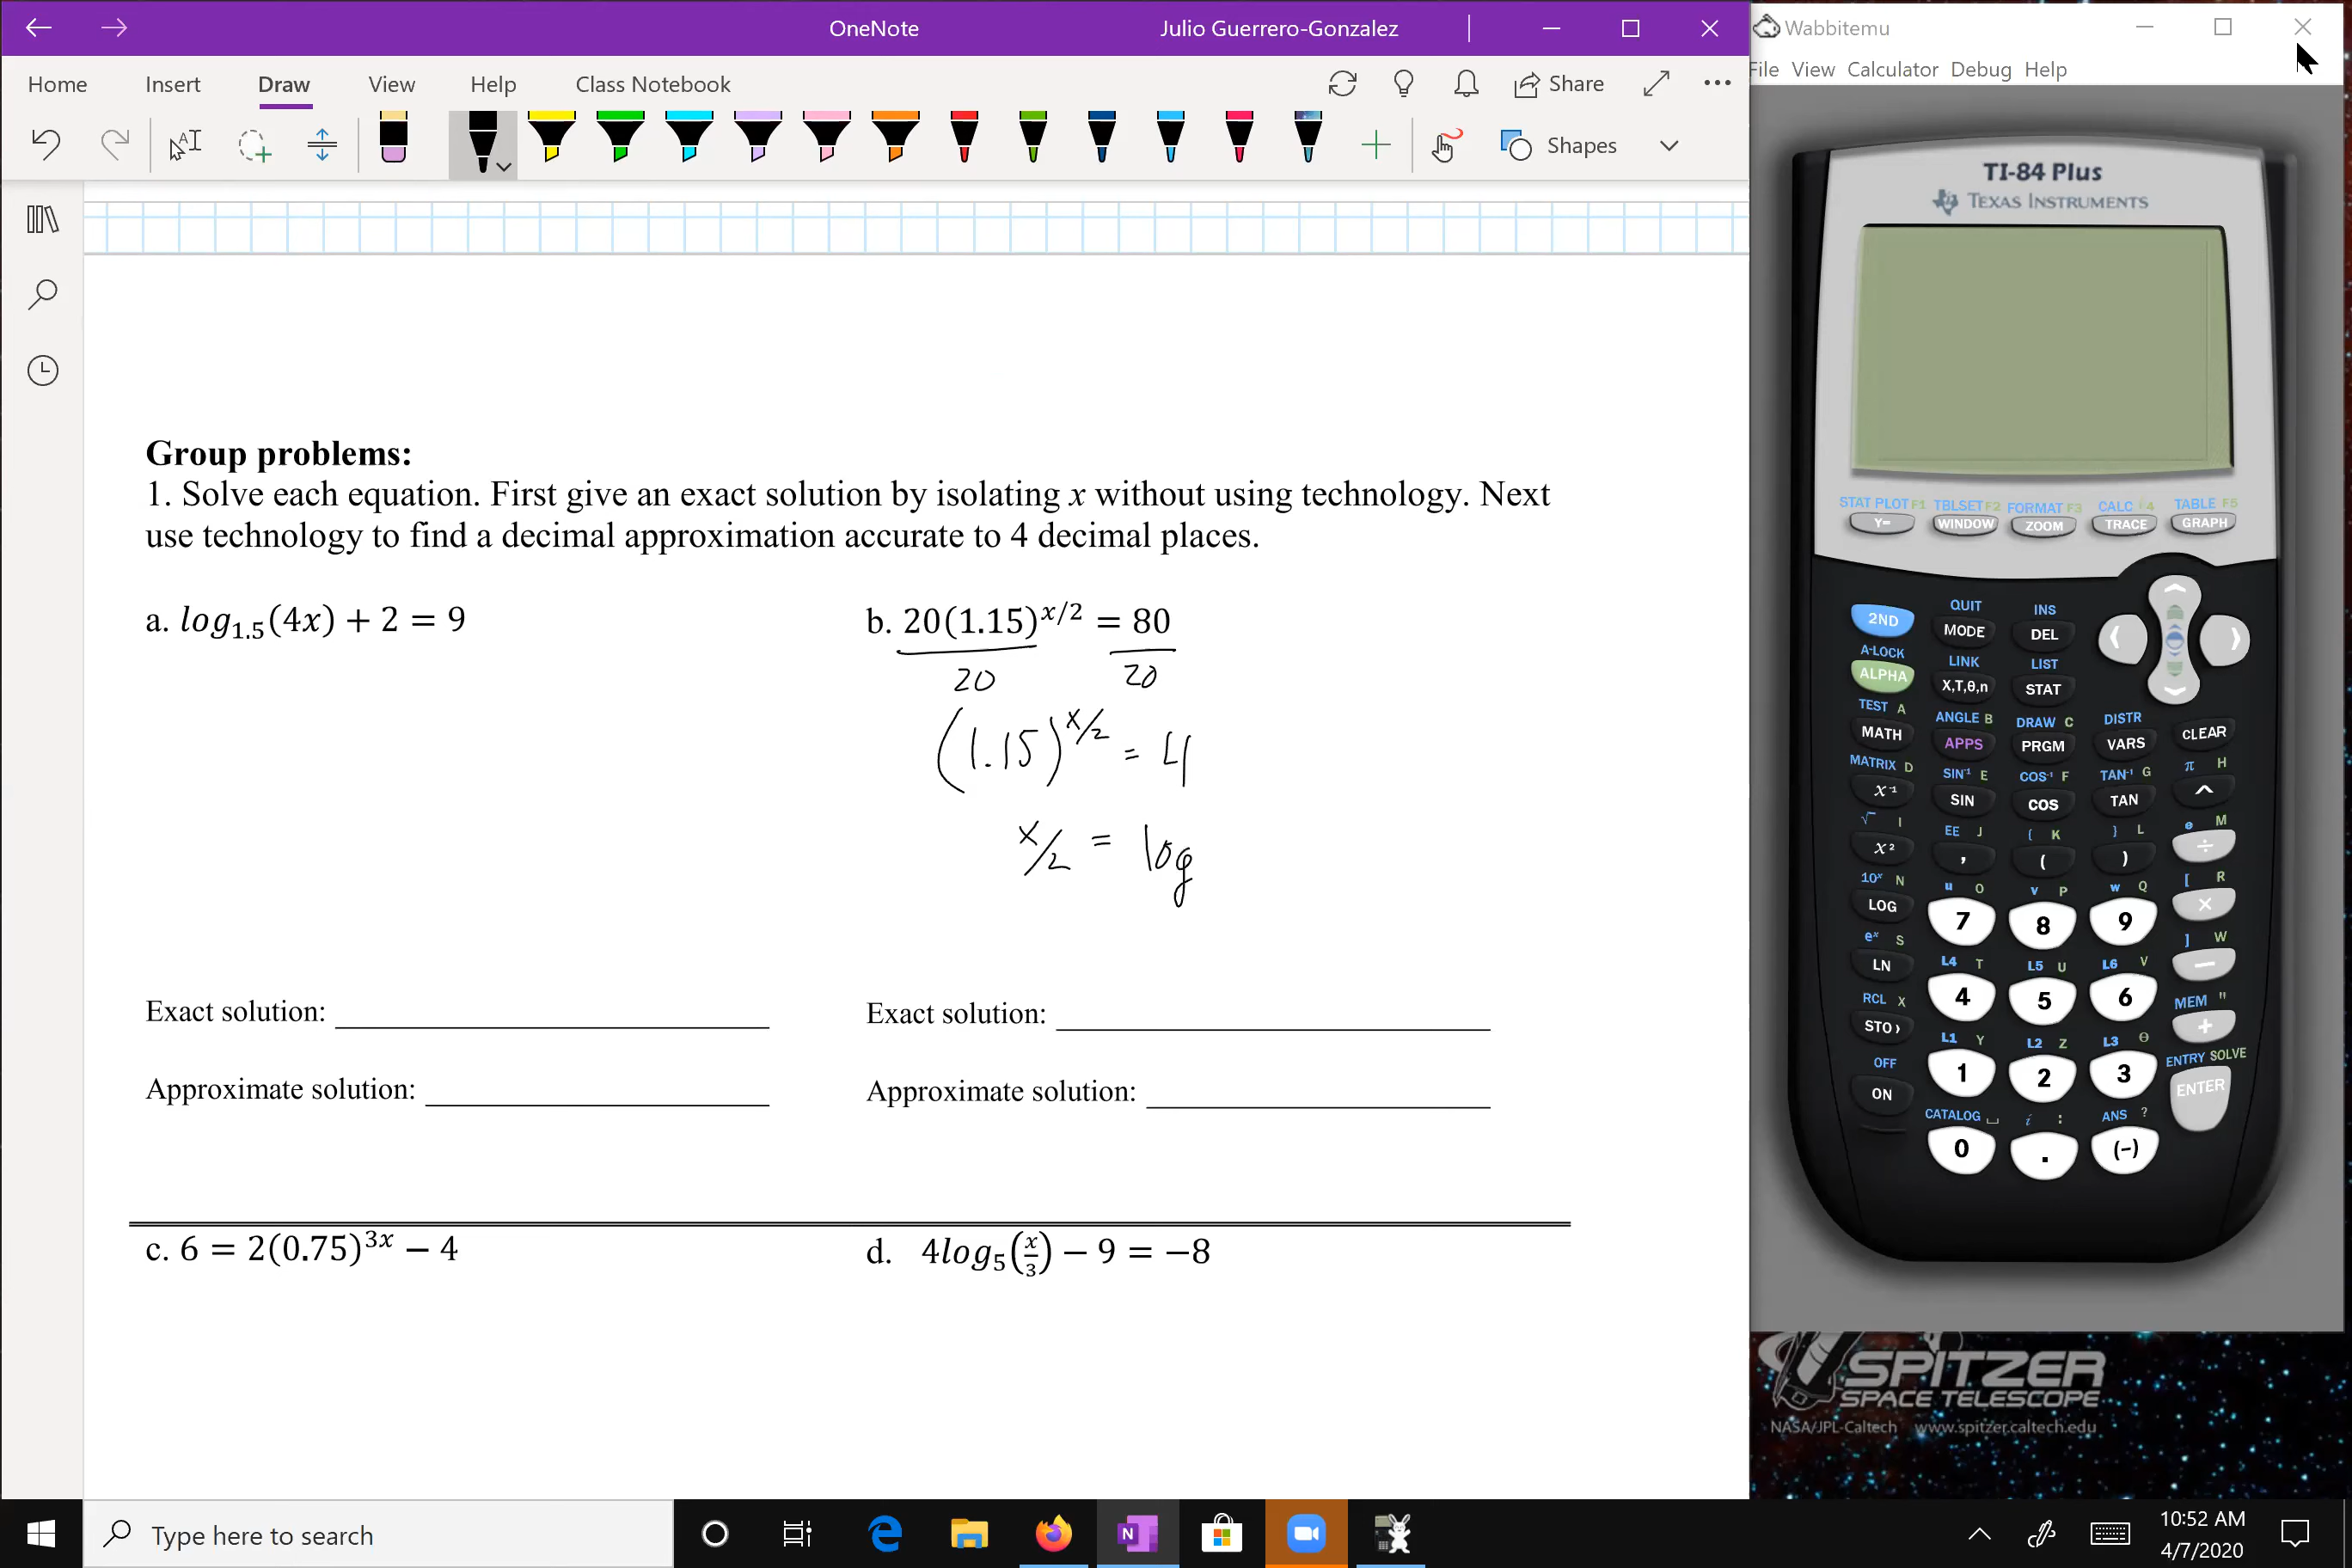 OneNote
Julio Guerrero-Gonzalez
Wabbitemu
Home Insert Draw View Help Class Notebook
Share
File View Calculator Debug Help
Shapes
TI-84 Plus
TEXAS INSTRUMENTS
Group problems:
1. Solve each equation. First give an exact solution by isolating x without using technology. Next
use technology to find a decimal approximation accurate to 4 decimal places.
a. log₁.₅(4x) + 2 = 9
b. 20(1.15)^{x/2} = 80
20 20
(1.15)^{x/2} = 4
x/2 = log
Exact solution: ____________
Approximate solution: ____________
Exact solution: ____________
Approximate solution: ____________
c. 6 = 2(0.75)^{3x} − 4
d. 4log₅(x/3) − 9 = −8
STAT PLOT F1 TBLSET F2 FORMAT F3 CALC F4 TABLE F5
Y= WINDOW ZOOM TRACE GRAPH
QUIT INS
2ND MODE DEL
A-LOCK LINK LIST
ALPHA X,T,θ,n STAT
TEST A ANGLE B DRAW C DISTR
MATH APPS PRGM VARS CLEAR
MATRIX D SIN⁻¹ E COS⁻¹ F TAN⁻¹ G π H
x⁻¹ SIN COS TAN ^
√ I EE J { K } L e M
x² , ( ) ÷
10ˣ N u O v P w Q [ R
LOG 7 8 9 ×
eˣ S L4 T L5 U L6 V ] W
LN 4 5 6 −
RCL X L1 Y L2 Z L3 θ MEM "
STO› 1 2 3 +
OFF CATALOG ⎵ i : ANS ? ENTRY SOLVE
ON 0 . (-) ENTER
SPITZER
SPACE TELESCOPE
NASA/JPL-Caltech www.spitzer.caltech.edu
Type here to search
10:52 AM
4/7/2020